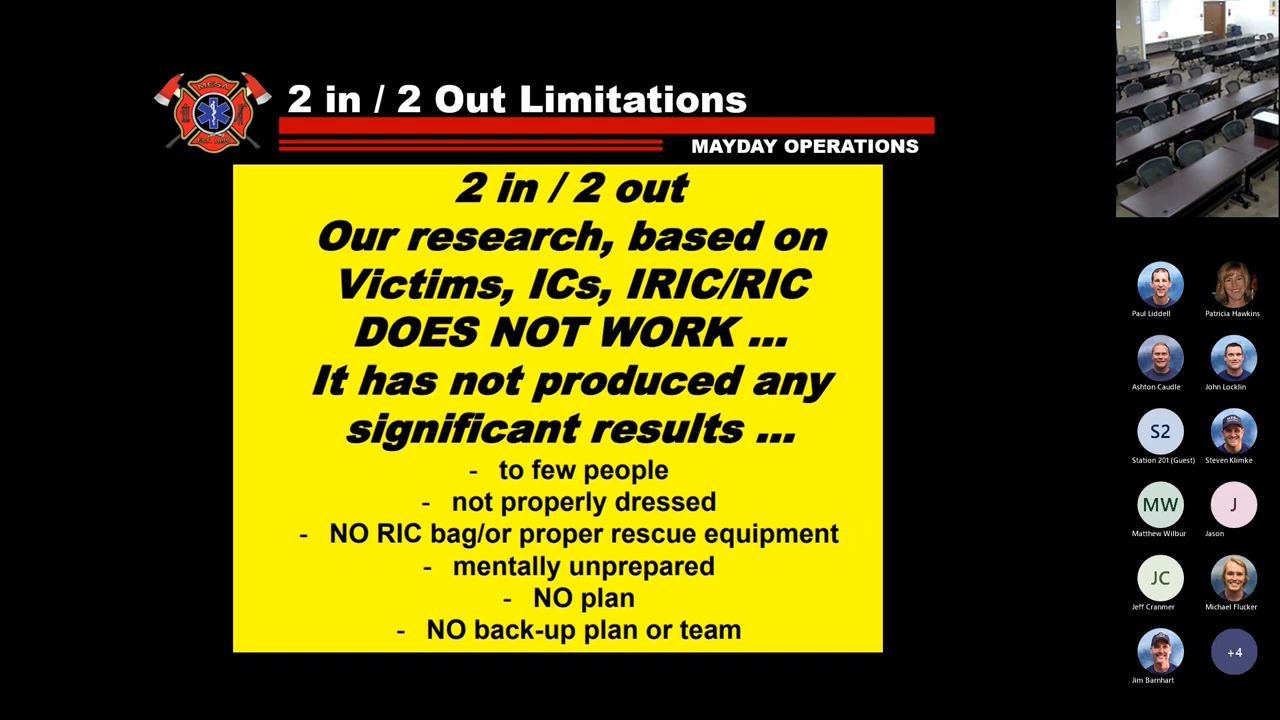 2 in / 2 Out Limitations
MAYDAY OPERATIONS
2 in / 2 out
Our research, based on
Victims, ICs, IRIC/RIC
DOES NOT WORK ...
It has not produced any
significant results ...
- to few people
- not properly dressed
- NO RIC bag/or proper rescue equipment
- mentally unprepared
- NO plan
- NO back-up plan or team
Paul Liddell
Patricia Hawkins
Ashton Caudle
John Locklin
S2
Station 201 (Guest)
Steven Klimke
MW
J
Matthew Wilbur
Jason
JC
Jeff Cranmer
Michael Flucker
+4
Jim Barnhart